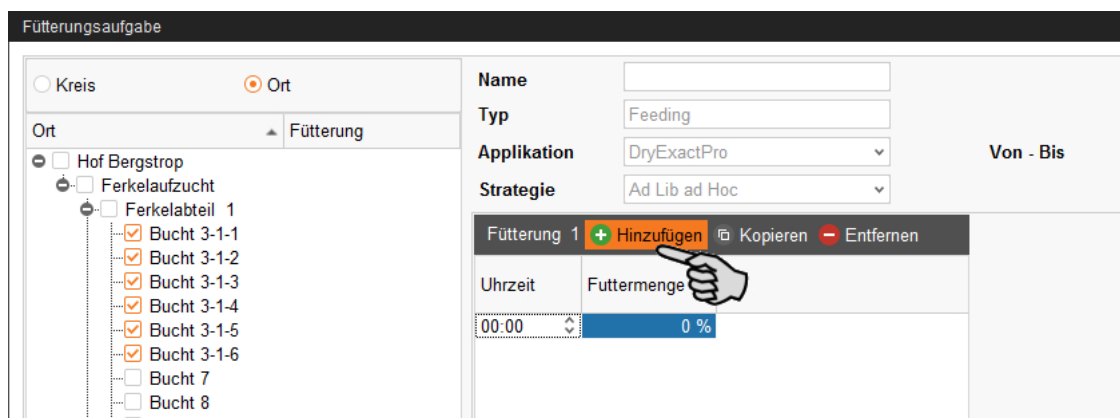 Fütterungsaufgabe
Kreis Ort
Ort Fütterung
Hof Bergstrop
Ferkelaufzucht
Ferkelabteil 1
Bucht 3-1-1
Bucht 3-1-2
Bucht 3-1-3
Bucht 3-1-4
Bucht 3-1-5
Bucht 3-1-6
Bucht 7
Bucht 8
Name
Typ Feeding
Applikation DryExactPro Von - Bis
Strategie Ad Lib ad Hoc
Fütterung 1 Hinzufügen Kopieren Entfernen
Uhrzeit Futtermenge
00:00 0 %